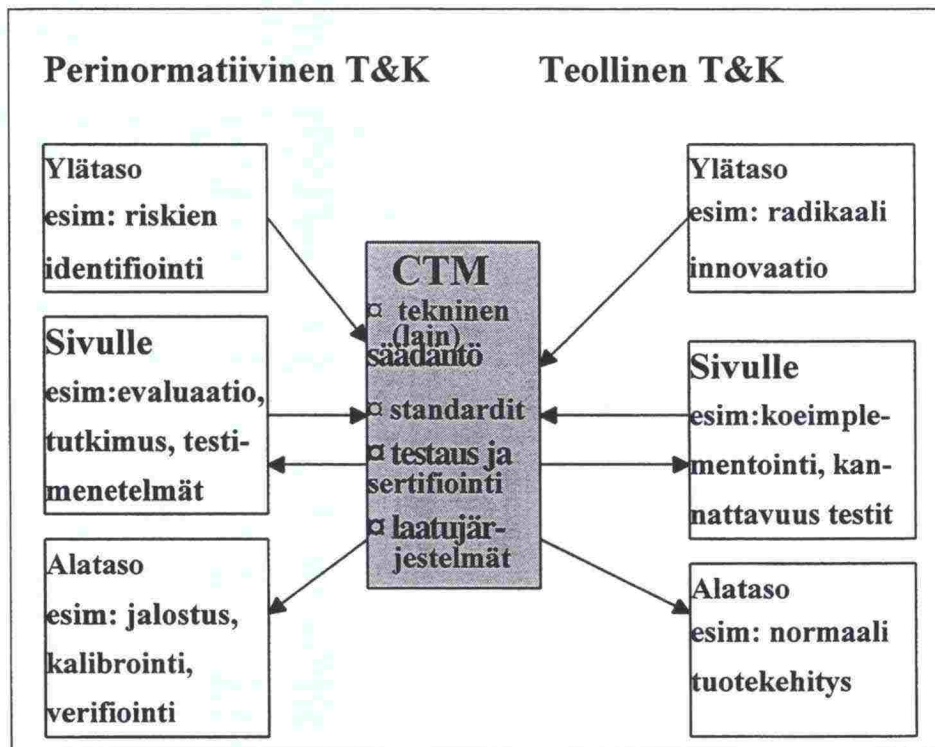 Perinormatiivinen T&K
Teollinen T&K
Ylätaso
esim: riskien
identifiointi
Sivulle
esim:evaluaatio,
tutkimus, testi-
menetelmät
Alataso
esim: jalostus,
kalibrointi,
verifiointi
CTM
¤ tekninen
(lain)
säädäntö
¤ standardit
¤ testaus ja
sertifiointi
¤ laatujär-
jestelmät
Ylätaso
esim: radikaali
innovaatio
Sivulle
esim:koeimple-
mentointi, kan-
nattavuus testit
Alataso
esim: normaali
tuotekehitys